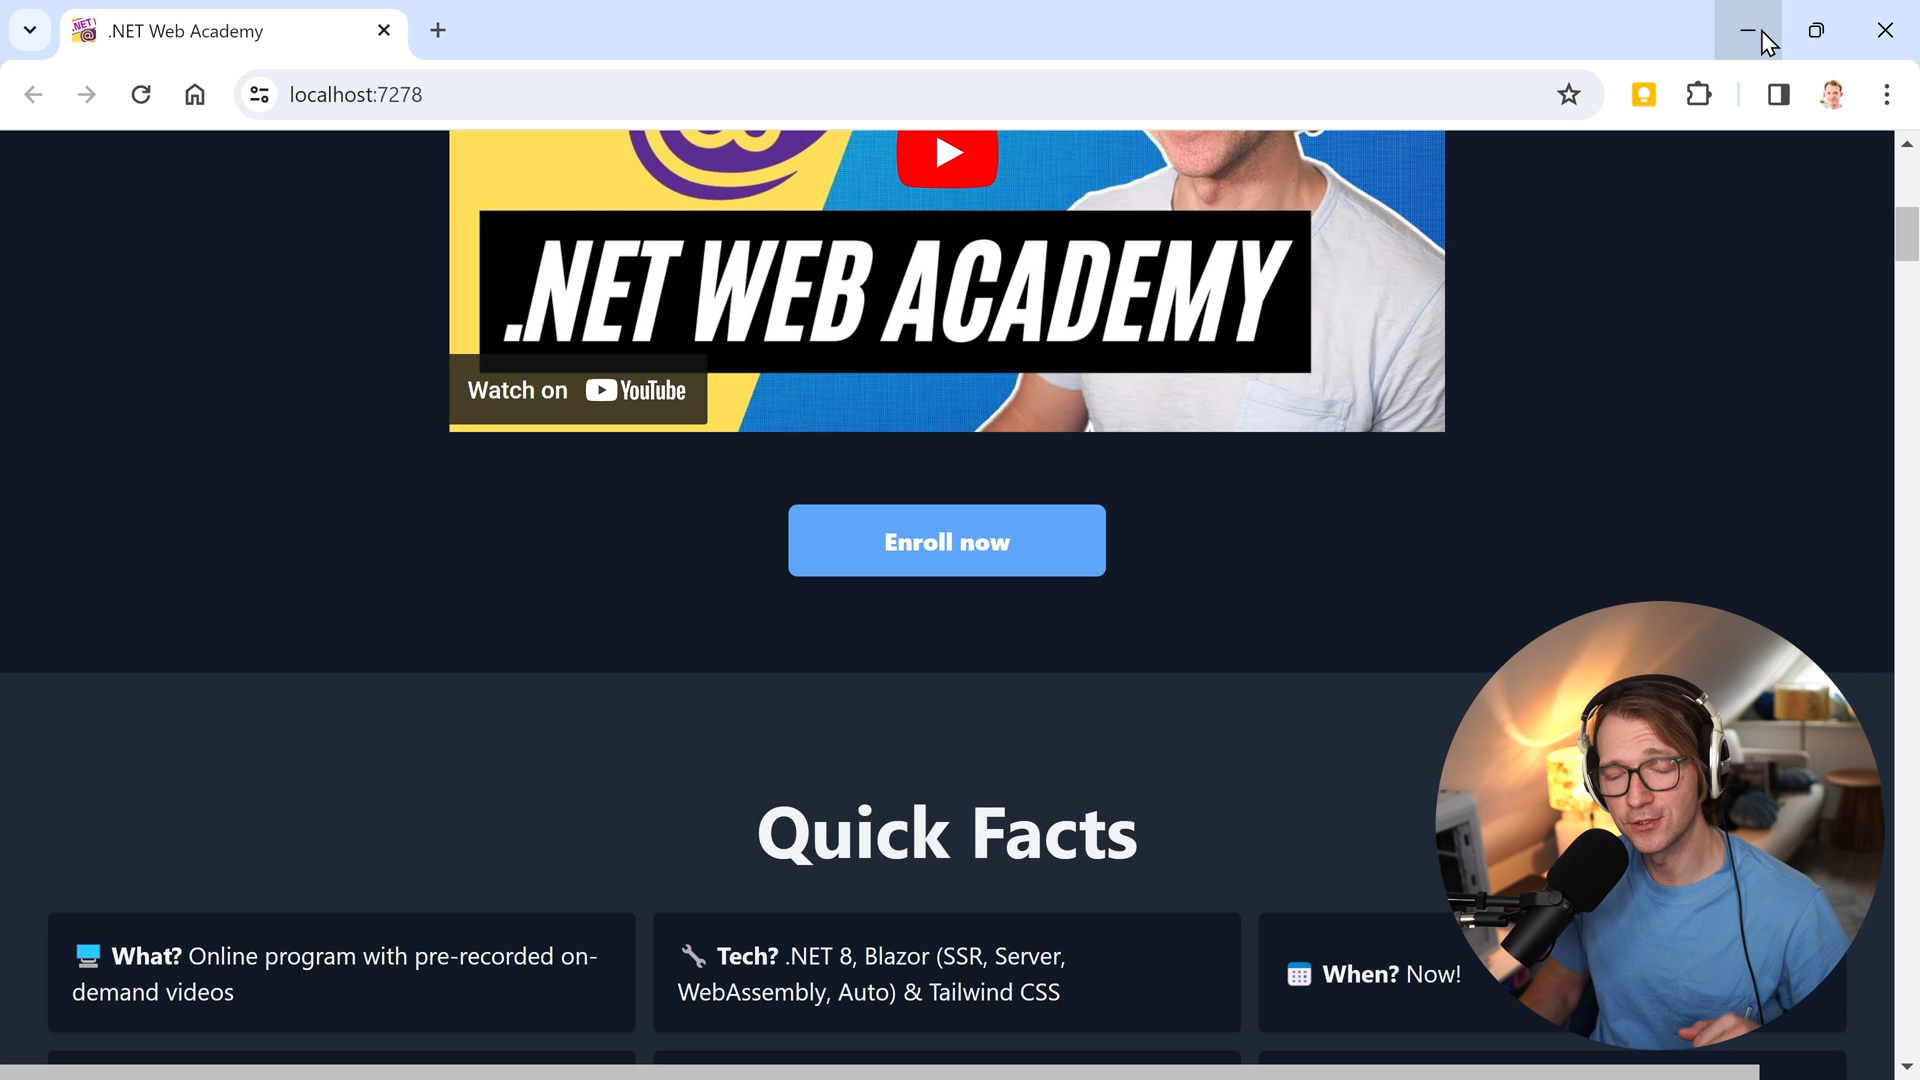 .NET Web Academy
localhost:7278
.NET WEB ACADEMY
Watch on YouTube
Enroll now
Quick Facts
What? Online program with pre-recorded on-
demand videos
Tech? .NET 8, Blazor (SSR, Server,
WebAssembly, Auto) & Tailwind CSS
When? Now!